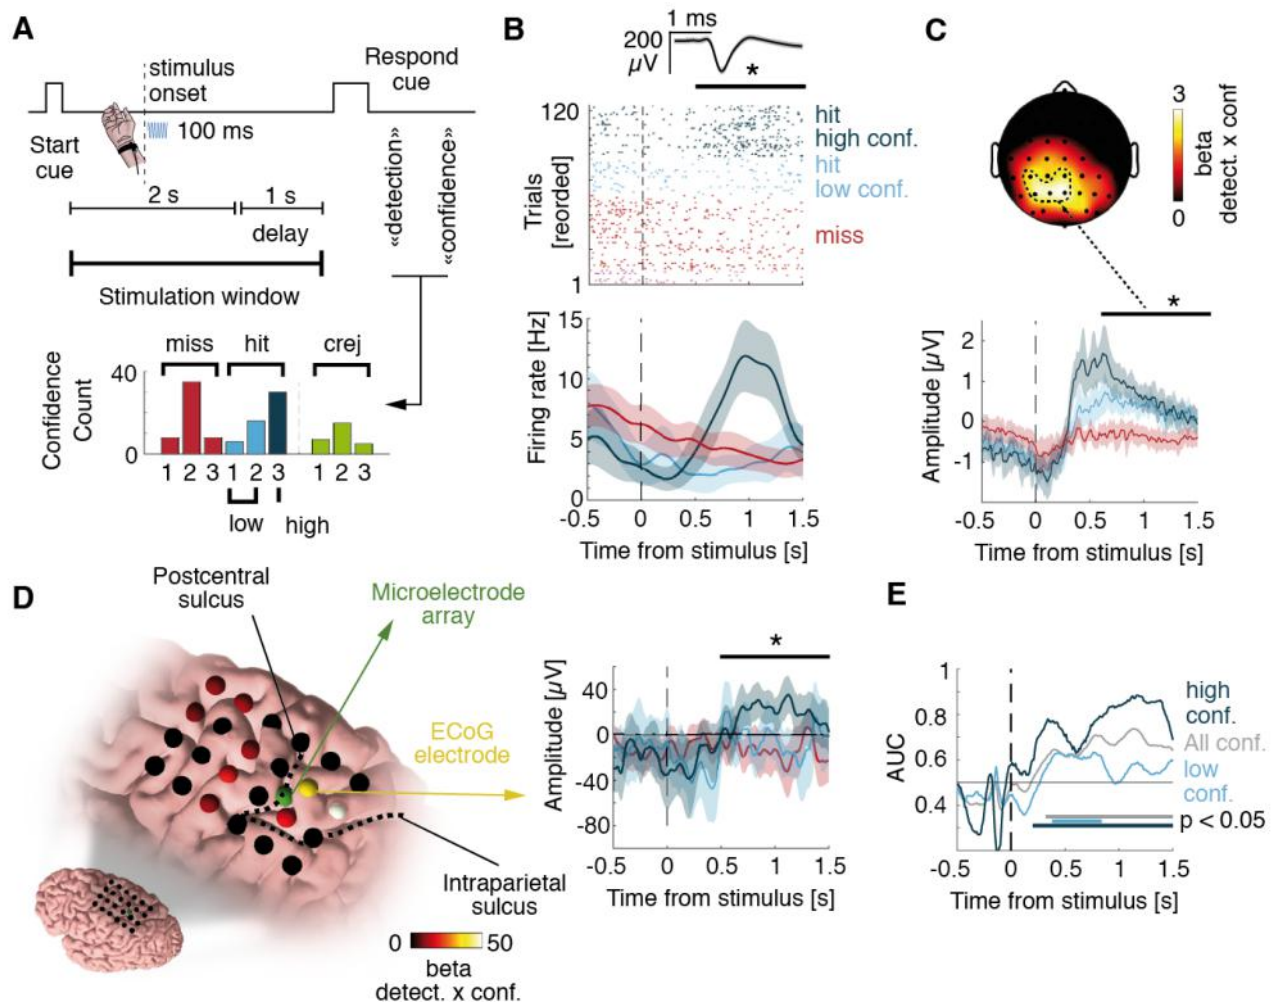 A
stimulus
onset
100 ms
Start
cue
Respond
cue
2 s
1 s
delay
«detection»
«confidence»
Stimulation window
miss
hit
crej
Confidence
Count
40
0
1 2 3 1 2 3 1 2 3
low
high
B
1 ms
200
µV
*
Trials
[reorded]
120
1
hit
high conf.
hit
low conf.
miss
Firing rate [Hz]
15
10
5
0
-0.5 0 0.5 1 1.5
Time from stimulus [s]
C
3
0
beta
detect. x conf
*
Amplitude [µV]
2
1
0
-1
-0.5 0 0.5 1 1.5
Time from stimulus [s]
D
Postcentral
sulcus
Microelectrode
array
ECoG
electrode
Intraparietal
sulcus
0 50
beta
detect. x conf.
*
Amplitude [µV]
40
0
-40
-80
-0.5 0 0.5 1 1.5
Time from stimulus [s]
E
AUC
1
0.8
0.6
0.4
high
conf.
All conf.
low
conf.
p < 0.05
-0.5 0 0.5 1 1.5
Time from stimulus [s]